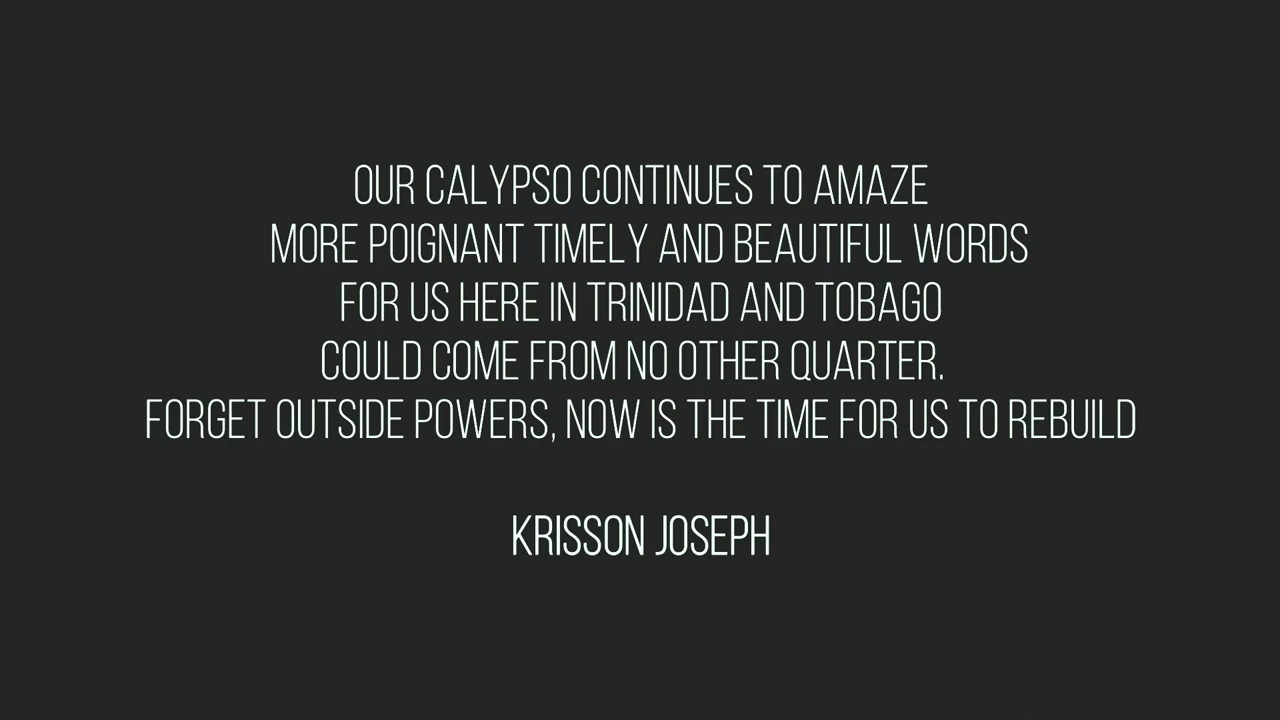 OUR CALYPSO CONTINUES TO AMAZE
MORE POIGNANT TIMELY AND BEAUTIFUL WORDS
FOR US HERE IN TRINIDAD AND TOBAGO
COULD COME FROM NO OTHER QUARTER.
FORGET OUTSIDE POWERS, NOW IS THE TIME FOR US TO REBUILD
KRISSON JOSEPH